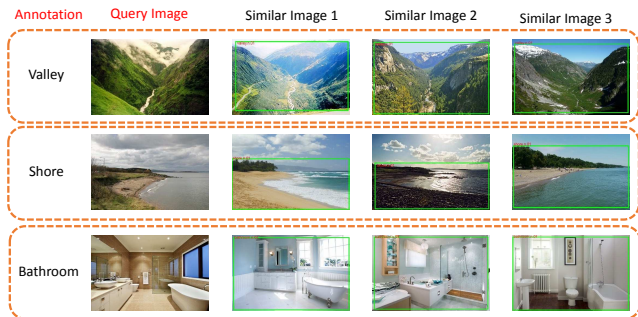 Annotation Query Image Similar Image 1 Similar Image 2 Similar Image 3
Valley
Shore
Bathroom